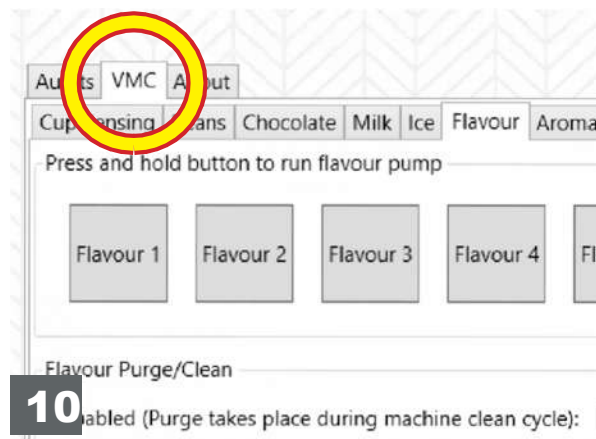 VMC
Chocolate Milk Ice Flavour Aroma
Press and hold button to run flavour pump
Flavour 1 Flavour 2 Flavour 3 Flavour 4
Flavour Purge/Clean
10
(Purge takes place during machine clean cycle):